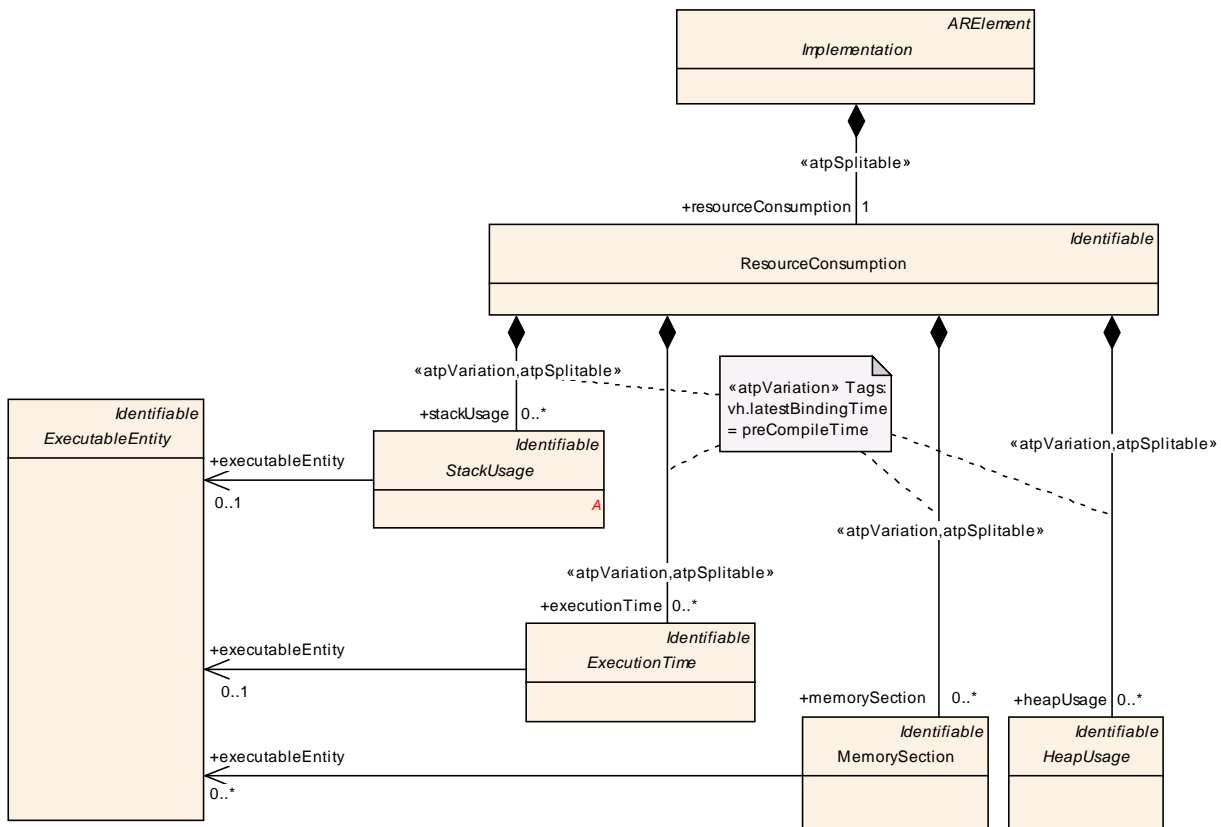 ARElement
Implementation
«atpSplitable»
+resourceConsumption 1
Identifiable
ResourceConsumption
«atpVariation,atpSplitable»
«atpVariation» Tags:
vh.latestBindingTime
= preCompileTime
+stackUsage 0..*
Identifiable
ExecutableEntity
Identifiable
StackUsage
A
+executableEntity
0..1
«atpVariation,atpSplitable»
«atpVariation,atpSplitable»
«atpVariation,atpSplitable»
+executionTime 0..*
Identifiable
ExecutionTime
+executableEntity
0..1
+memorySection 0..*
+heapUsage 0..*
Identifiable
MemorySection
Identifiable
HeapUsage
+executableEntity
0..*